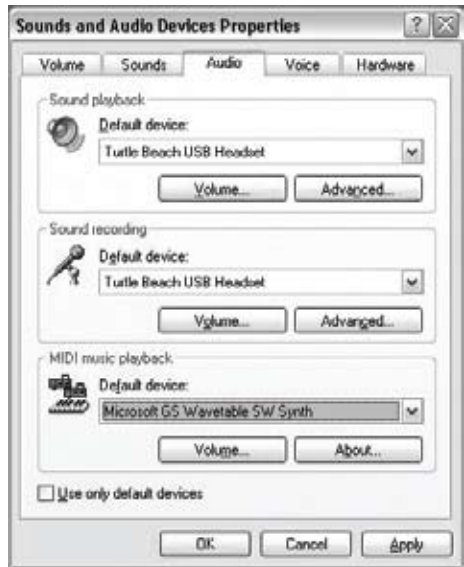 Sounds and Audio Devices Properties
Volume Sounds Audio Voice Hardware
Sound playback
Default device:
Turtle Beach USB Headset
Volume... Advanced...
Sound recording
Default device:
Turtle Beach USB Headset
Volume... Advanced...
MIDI music playback
Default device:
Microsoft GS Wavetable SW Synth
Volume... About...
Use only default devices
OK Cancel Apply